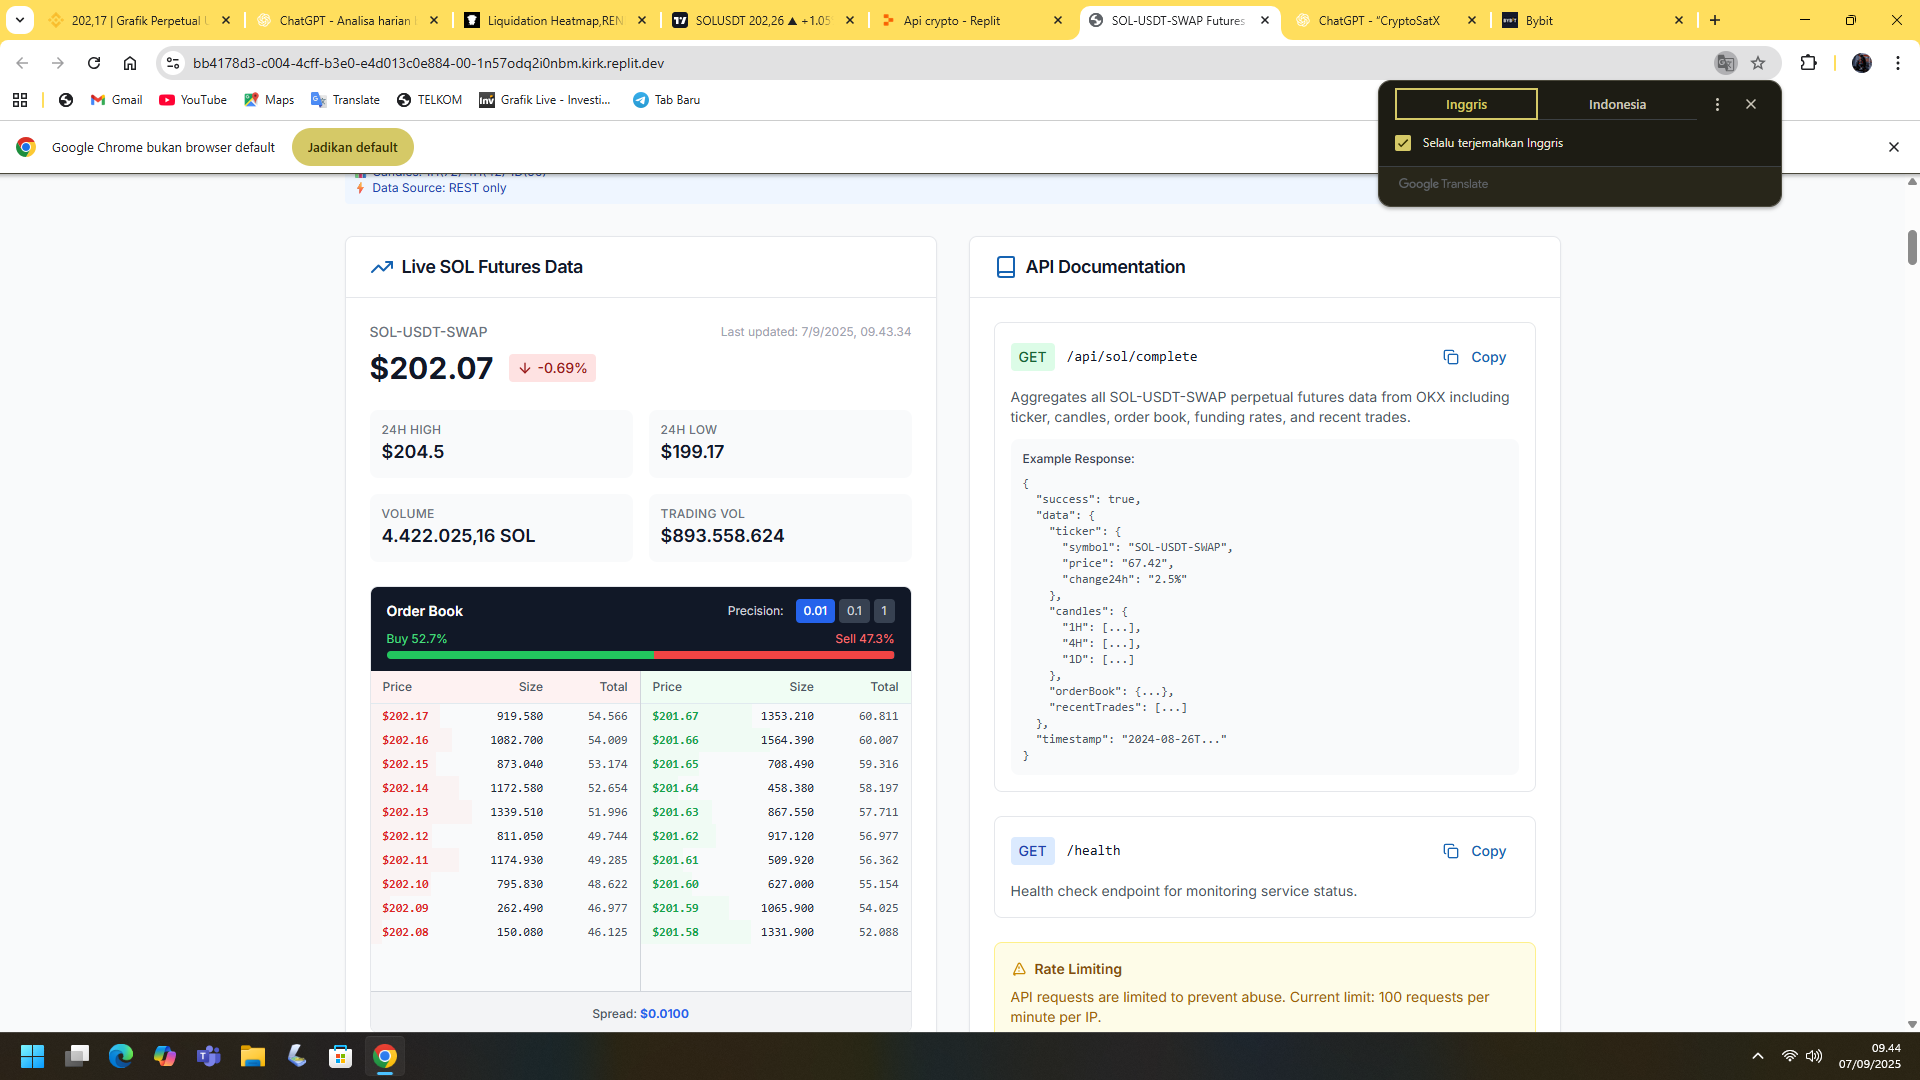 202,17 | Grafik Perpetual
ChatGPT - Analisa harian
Liquidation Heatmap,REN
SOLUSDT 202,26 ▲ +1.05
Api crypto - Replit
SOL-USDT-SWAP Futures
ChatGPT - "CryptoSatX
Bybit
bb4178d3-c004-4cff-b3e0-e4d013c0e884-00-1n57odq2i0nbm.kirk.replit.dev
Gmail
YouTube
Maps
Translate
TELKOM
Grafik Live - Investi...
Tab Baru
Inggris
Indonesia
Selalu terjemahkan Inggris
Google Translate
Google Chrome bukan browser default
Jadikan default
Data Source: REST only
Live SOL Futures Data
SOL-USDT-SWAP
Last updated: 7/9/2025, 09.43.34
$202.07
↓ -0.69%
24H HIGH
$204.5
24H LOW
$199.17
VOLUME
4.422.025,16 SOL
TRADING VOL
$893.558.624
Order Book
Precision: 0.01 0.1 1
Buy 52.7% Sell 47.3%
Price Size Total Price Size Total
$202.17 919.580 54.566 $201.67 1353.210 60.811
$202.16 1082.700 54.009 $201.66 1564.390 60.007
$202.15 873.040 53.174 $201.65 708.490 59.316
$202.14 1172.580 52.654 $201.64 458.380 58.197
$202.13 1339.510 51.996 $201.63 867.550 57.711
$202.12 811.050 49.744 $201.62 917.120 56.977
$202.11 1174.930 49.285 $201.61 509.920 56.362
$202.10 795.830 48.622 $201.60 627.000 55.154
$202.09 262.490 46.977 $201.59 1065.900 54.025
$202.08 150.080 46.125 $201.58 1331.900 52.088
Spread: $0.0100
API Documentation
GET /api/sol/complete
Copy
Aggregates all SOL-USDT-SWAP perpetual futures data from OKX including
ticker, candles, order book, funding rates, and recent trades.
Example Response:
{
"success": true,
"data": {
"ticker": {
"symbol": "SOL-USDT-SWAP",
"price": "67.42",
"change24h": "2.5%"
},
"candles": {
"1H": [...],
"4H": [...],
"1D": [...]
},
"orderBook": {...},
"recentTrades": [...]
},
"timestamp": "2024-08-26T..."
}
GET /health
Copy
Health check endpoint for monitoring service status.
Rate Limiting
API requests are limited to prevent abuse. Current limit: 100 requests per
minute per IP.
09.44
07/09/2025